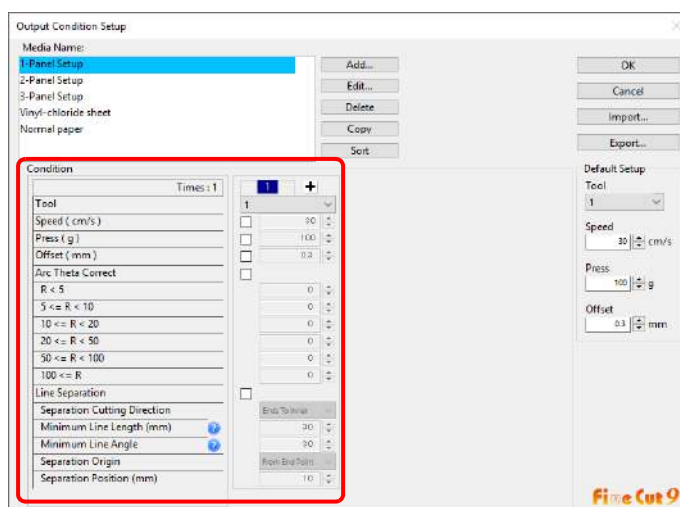 Output Condition Setup
Media Name:
1-Panel Setup
2-Panel Setup
3-Panel Setup
Vinyl-chloride sheet
Normal paper
Add...
Edit...
Delete
Copy
Sort
OK
Cancel
Import...
Export...
Condition
Times : 1
1 +
Tool 1
Speed ( cm/s ) 30
Press ( g ) 100
Offset ( mm ) 0.3
Arc Theta Correct
R < 5 0
5 <= R < 10 0
10 <= R < 20 0
20 <= R < 50 0
50 <= R < 100 0
100 <= R 0
Line Separation
Separation Cutting Direction Ends To Inner
Minimum Line Length (mm) ? 30
Minimum Line Angle ? 30
Separation Origin From End Point
Separation Position (mm) 10
Default Setup
Tool
1
Speed
30 cm/s
Press
100 g
Offset
0.3 mm
Fine Cut 9